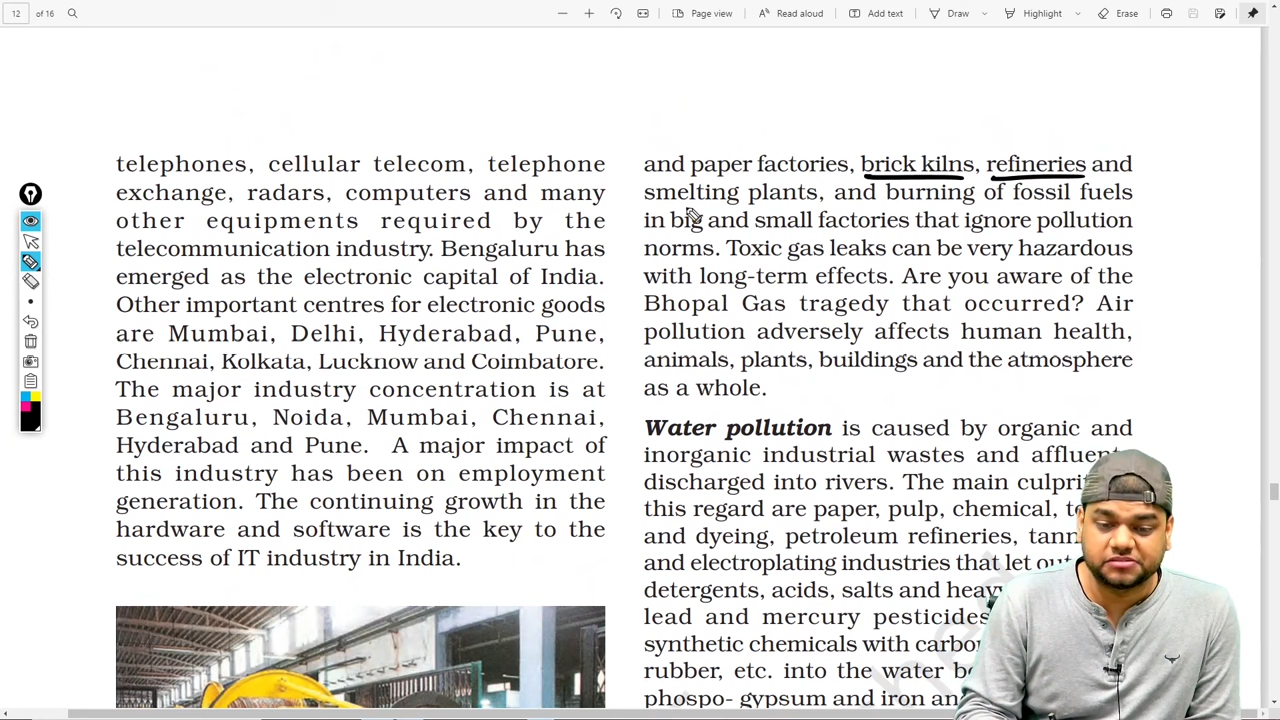 12 of 16 Page view Read aloud Add text Draw Highlight Erase
telephones, cellular telecom, telephone
exchange, radars, computers and many
other equipments required by the
telecommunication industry. Bengaluru has
emerged as the electronic capital of India.
Other important centres for electronic goods
are Mumbai, Delhi, Hyderabad, Pune,
Chennai, Kolkata, Lucknow and Coimbatore.
The major industry concentration is at
Bengaluru, Noida, Mumbai, Chennai,
Hyderabad and Pune. A major impact of
this industry has been on employment
generation. The continuing growth in the
hardware and software is the key to the
success of IT industry in India.
and paper factories, brick kilns, refineries and
smelting plants, and burning of fossil fuels
in big and small factories that ignore pollution
norms. Toxic gas leaks can be very hazardous
with long-term effects. Are you aware of the
Bhopal Gas tragedy that occurred? Air
pollution adversely affects human health,
animals, plants, buildings and the atmosphere
as a whole.
Water pollution is caused by organic and
inorganic industrial wastes and affluent
discharged into rivers. The main
this regard are paper, pulp, chemical,
and dyeing, petroleum refineries,
and electroplating industries that let
detergents, acids, salts and
lead and mercury pesticides
synthetic chemicals with
rubber, etc. into the water
phospo- gypsum and iron